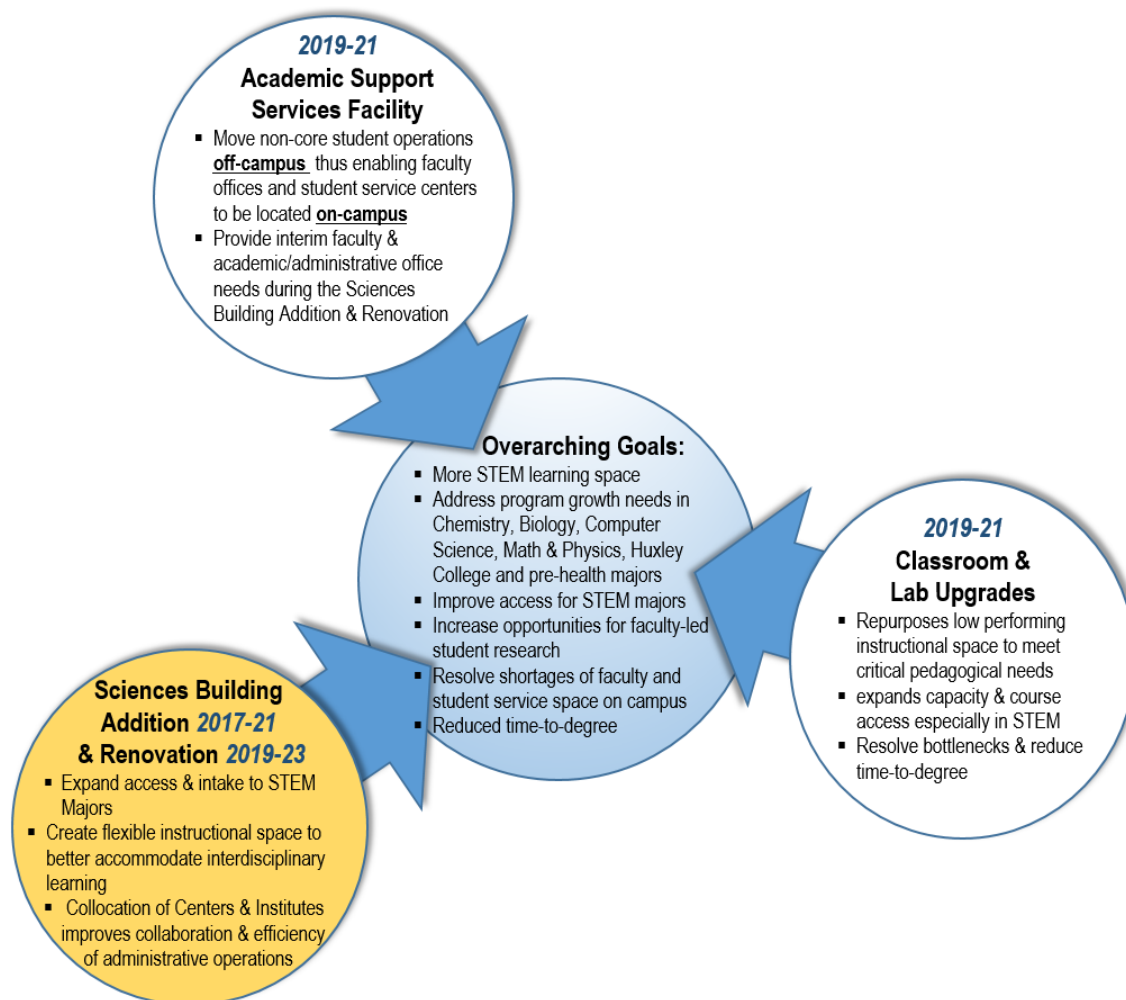 2019-21
Academic Support
Services Facility
▪ Move non-core student operations
off-campus thus enabling faculty
offices and student service centers
to be located on-campus
▪ Provide interim faculty &
academic/administrative office
needs during the Sciences
Building Addition & Renovation
Overarching Goals:
▪ More STEM learning space
▪ Address program growth needs in
Chemistry, Biology, Computer
Science, Math & Physics, Huxley
College and pre-health majors
▪ Improve access for STEM majors
▪ Increase opportunities for faculty-led
student research
▪ Resolve shortages of faculty and
student service space on campus
▪ Reduced time-to-degree
2019-21
Classroom &
Lab Upgrades
▪ Repurposes low performing
instructional space to meet
critical pedagogical needs
▪ expands capacity & course
access especially in STEM
▪ Resolve bottlenecks & reduce
time-to-degree
Sciences Building
Addition 2017-21
& Renovation 2019-23
▪ Expand access & intake to STEM
Majors
▪ Create flexible instructional space to
better accommodate interdisciplinary
learning
▪ Collocation of Centers & Institutes
improves collaboration & efficiency
of administrative operations